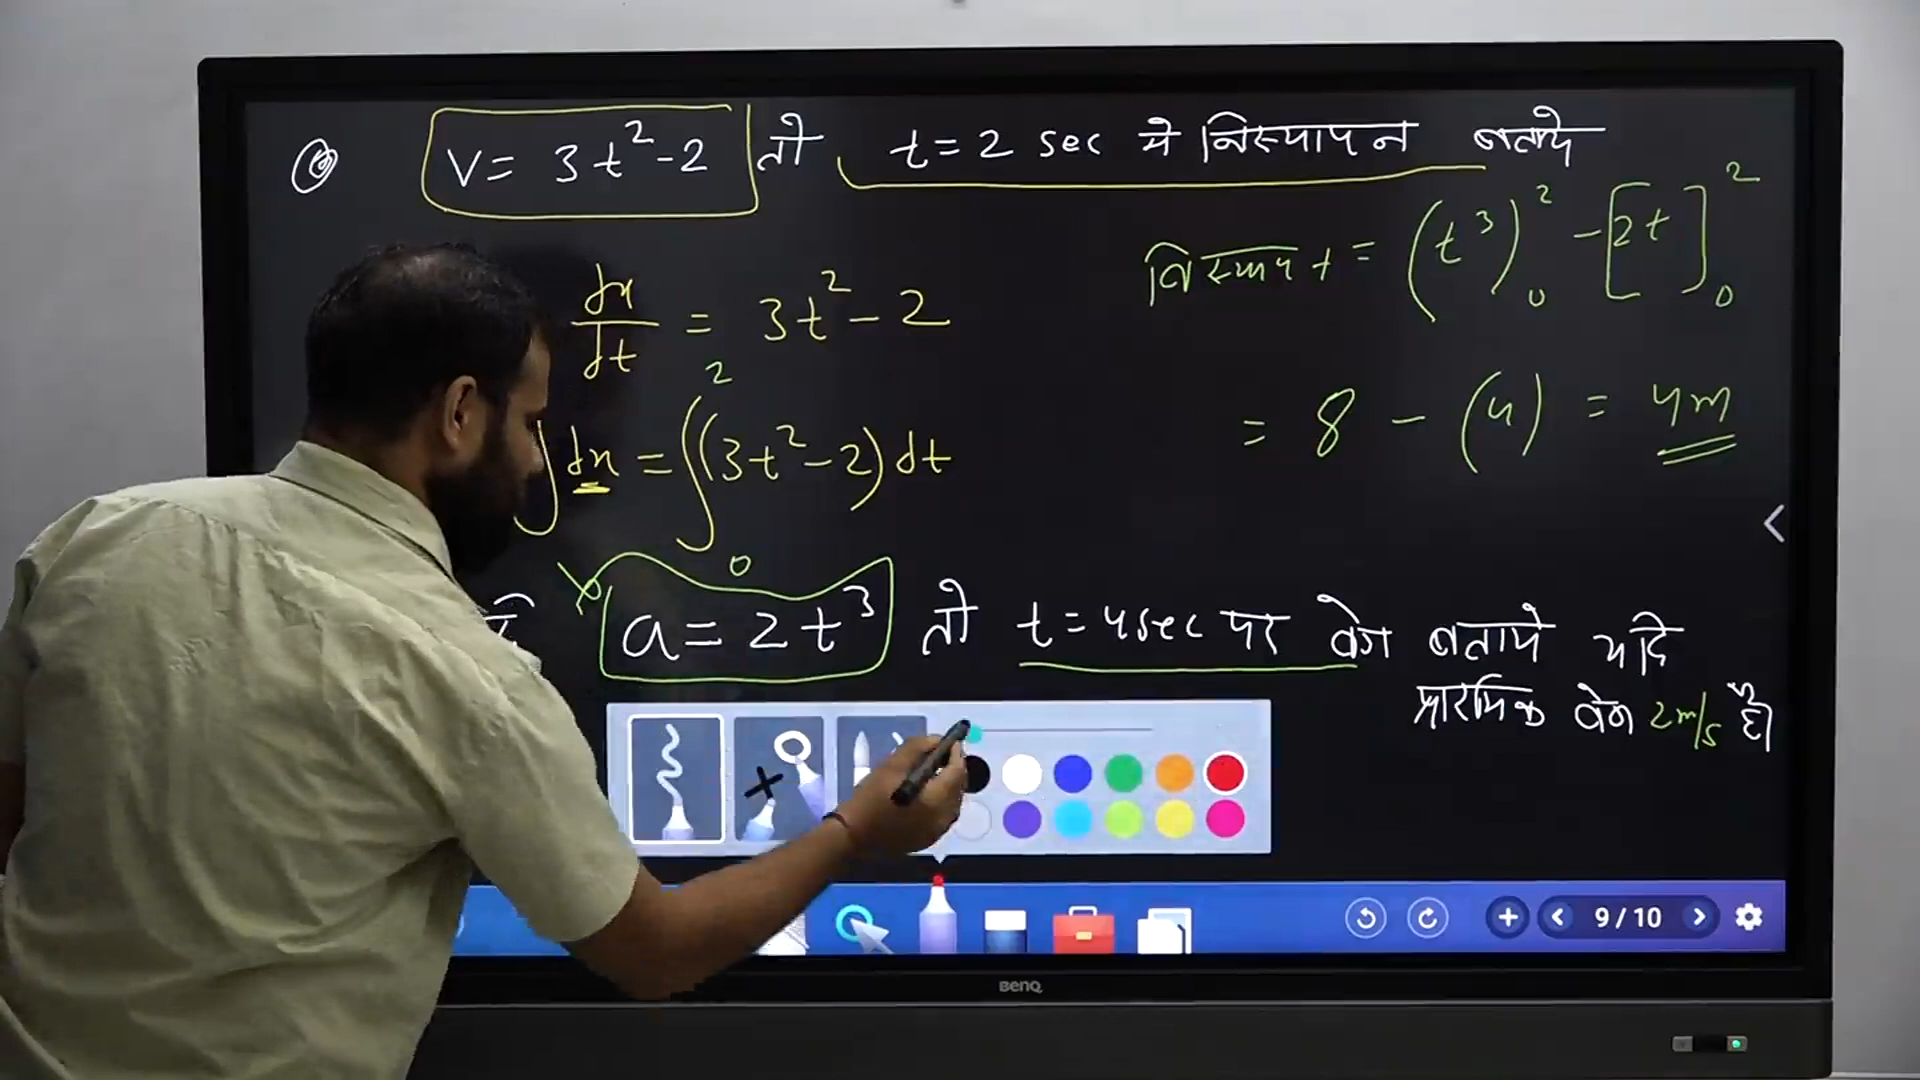 v = 3t² - 2 तो t = 2 sec मे विस्थापन बताये
dx/dt = 3t² - 2
∫dx = ∫₀² (3t² - 2) dt
= (t³)₀² - [2t]₀²
= 8 - (4) = 4m
a = 2t³ तो t = 4sec पर वेग बताये यदि
प्रारंभिक वेग 2m/s है।
9 / 10
BenQ